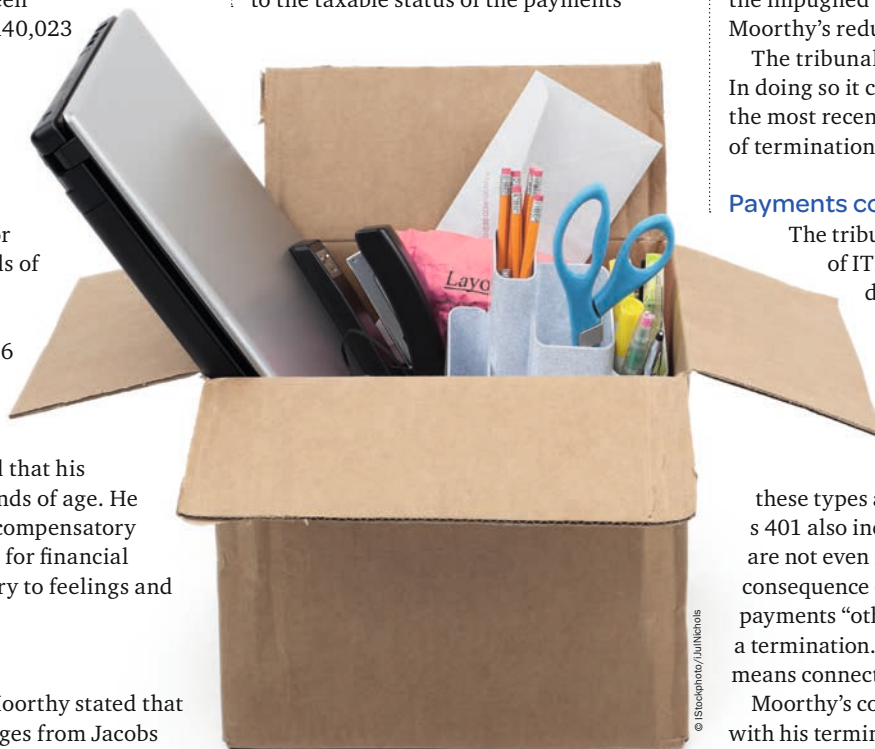 een
40,023
or
ls of
6
l that his
nds of age. He
compensatory
for financial
ry to feelings and
Moorthy stated that
ges from Jacobs
to the taxable status of the payments
Layo
© IStockphoto/iJulNichols
the impugned
Moorthy’s redu
The tribunal
In doing so it c
the most recen
of termination
Payments co
The tribu
of IT
d
these types a
s 401 also inc
are not even
consequence
payments “oth
a termination.
means connect
Moorthy’s co
with his termin